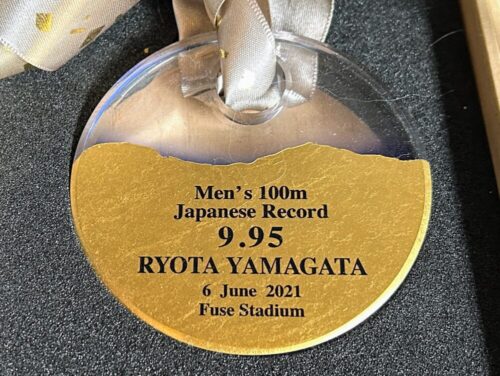 Men's 100m
Japanese Record
9.95
RYOTA YAMAGATA
6 June 2021
Fuse Stadium